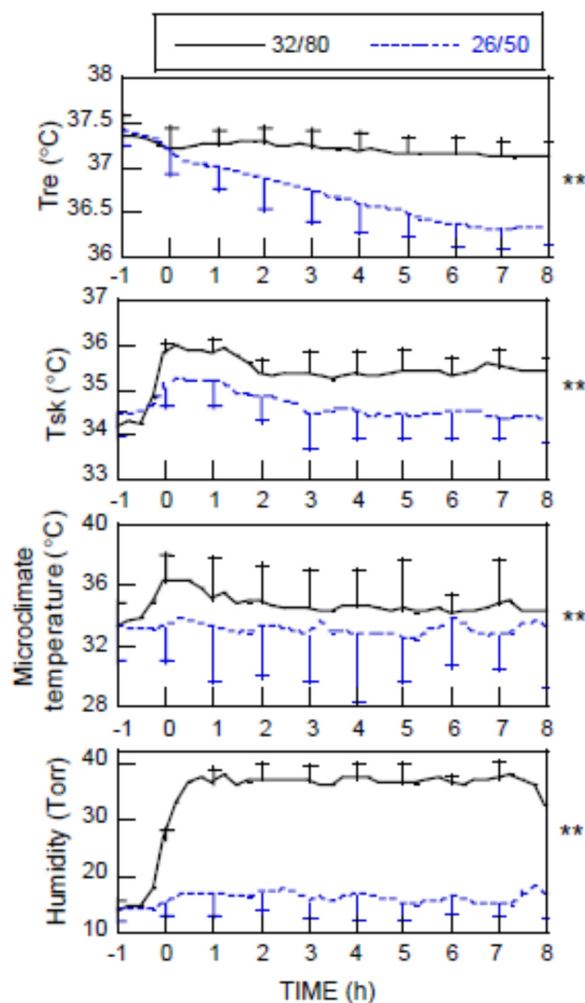 32/80 26/50
38
37.5
37
36.5
36
Tre (°C)
**
-1 0 1 2 3 4 5 6 7 8
37
36
35
34
33
Tsk (°C)
**
-1 0 1 2 3 4 5 6 7 8
40
36
32
28
Microclimate
temperature (°C)
**
-1 0 1 2 3 4 5 6 7 8
40
30
20
10
Humidity (Torr)
**
-1 0 1 2 3 4 5 6 7 8
TIME (h)